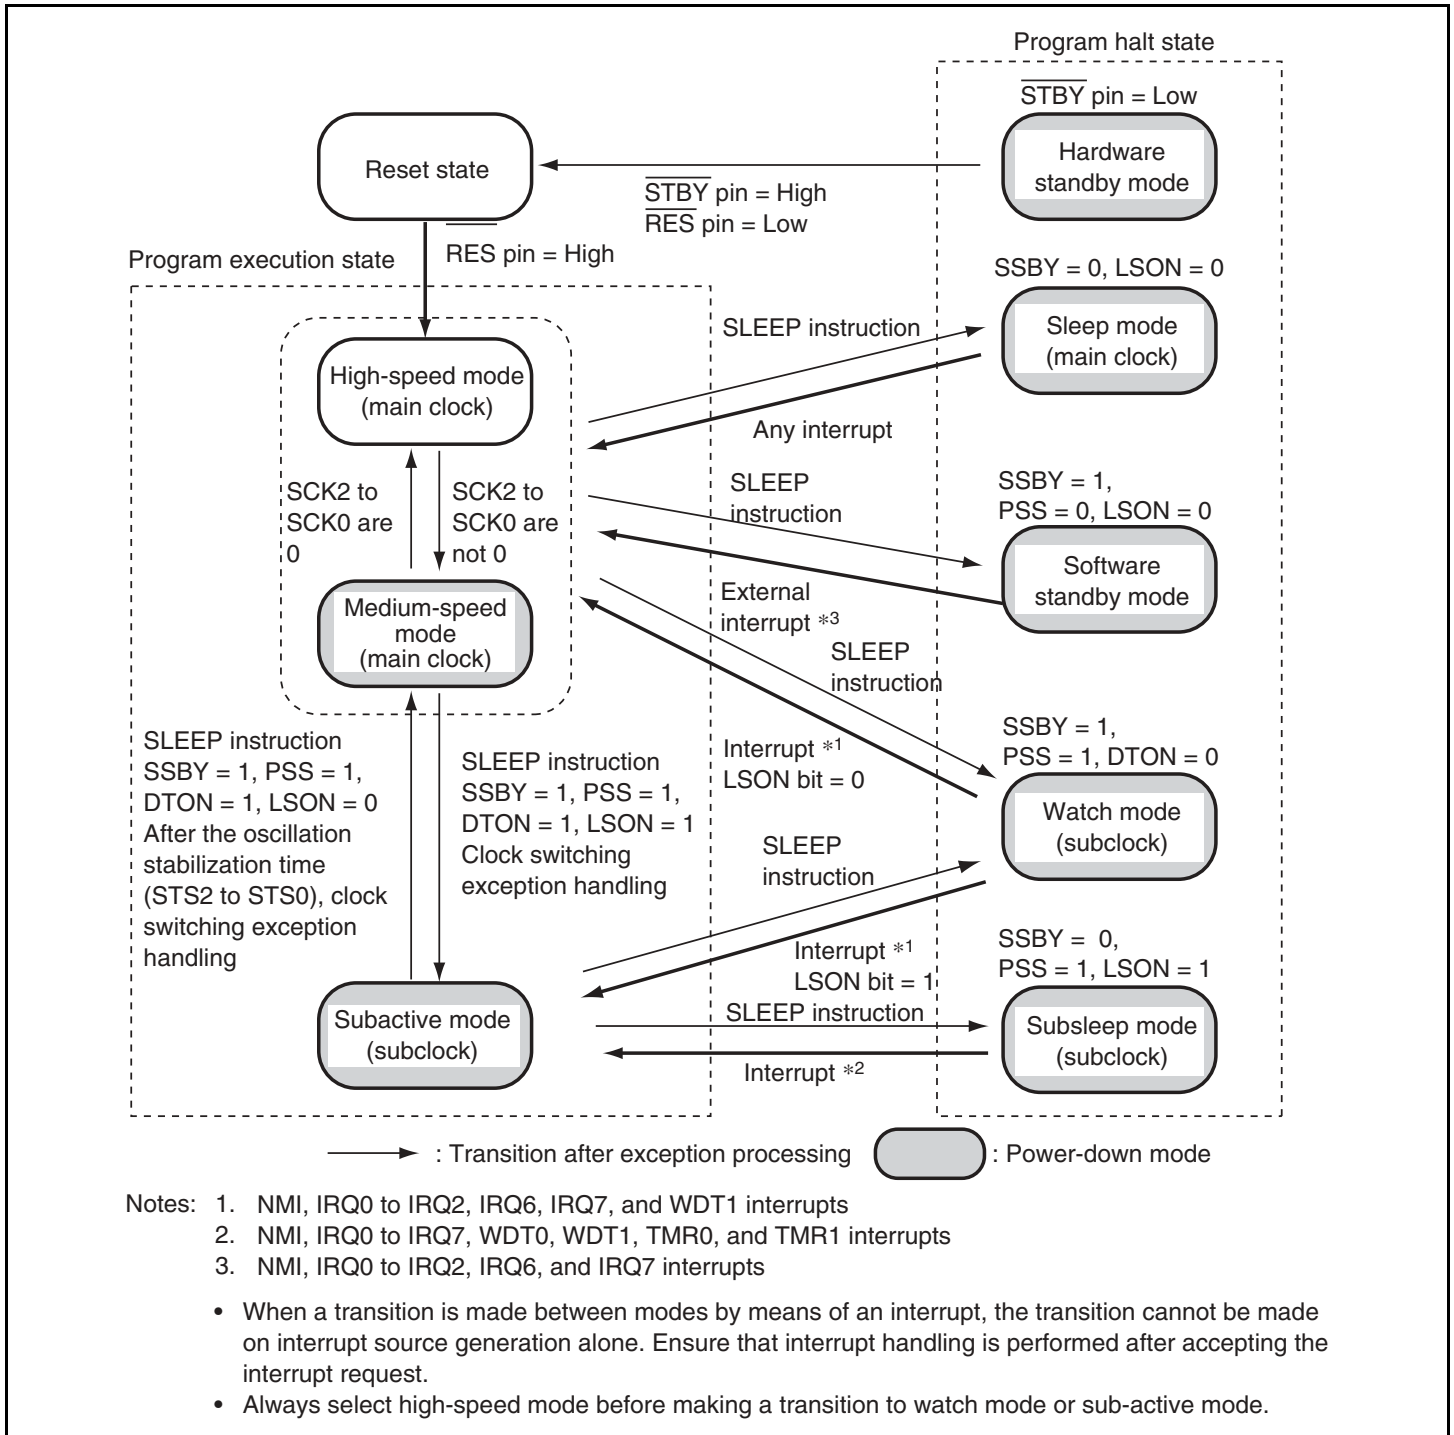 Program halt state
STBY pin = Low
Hardware
standby mode
Reset state
STBY pin = High
RES pin = Low
RES pin = High
Program execution state
SSBY = 0, LSON = 0
Sleep mode
(main clock)
SLEEP instruction
Any interrupt
High-speed mode
(main clock)
SCK2 to
SCK0 are
0
SCK2 to
SCK0 are
not 0
SLEEP
instruction
SSBY = 1,
PSS = 0, LSON = 0
Software
standby mode
External
interrupt *3
Medium-speed
mode
(main clock)
SLEEP
instruction
Interrupt *1
LSON bit = 0
SSBY = 1,
PSS = 1, DTON = 0
Watch mode
(subclock)
SLEEP instruction
SSBY = 1, PSS = 1,
DTON = 1, LSON = 0
After the oscillation
stabilization time
(STS2 to STS0), clock
switching exception
handling
SLEEP instruction
SSBY = 1, PSS = 1,
DTON = 1, LSON = 1
Clock switching
exception handling
SLEEP
instruction
Interrupt *1
LSON bit = 1
SSBY = 0,
PSS = 1, LSON = 1
Subactive mode
(subclock)
SLEEP instruction
Interrupt *2
Subsleep mode
(subclock)
: Transition after exception processing
: Power-down mode
Notes: 1. NMI, IRQ0 to IRQ2, IRQ6, IRQ7, and WDT1 interrupts
2. NMI, IRQ0 to IRQ7, WDT0, WDT1, TMR0, and TMR1 interrupts
3. NMI, IRQ0 to IRQ2, IRQ6, and IRQ7 interrupts
• When a transition is made between modes by means of an interrupt, the transition cannot be made
on interrupt source generation alone. Ensure that interrupt handling is performed after accepting the
interrupt request.
• Always select high-speed mode before making a transition to watch mode or sub-active mode.